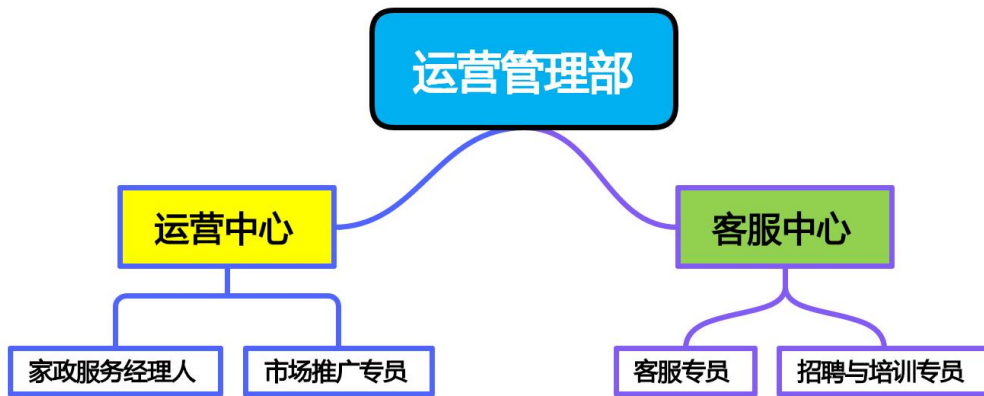 运营管理部
运营中心
客服中心
家政服务经理人
市场推广专员
客服专员
招聘与培训专员